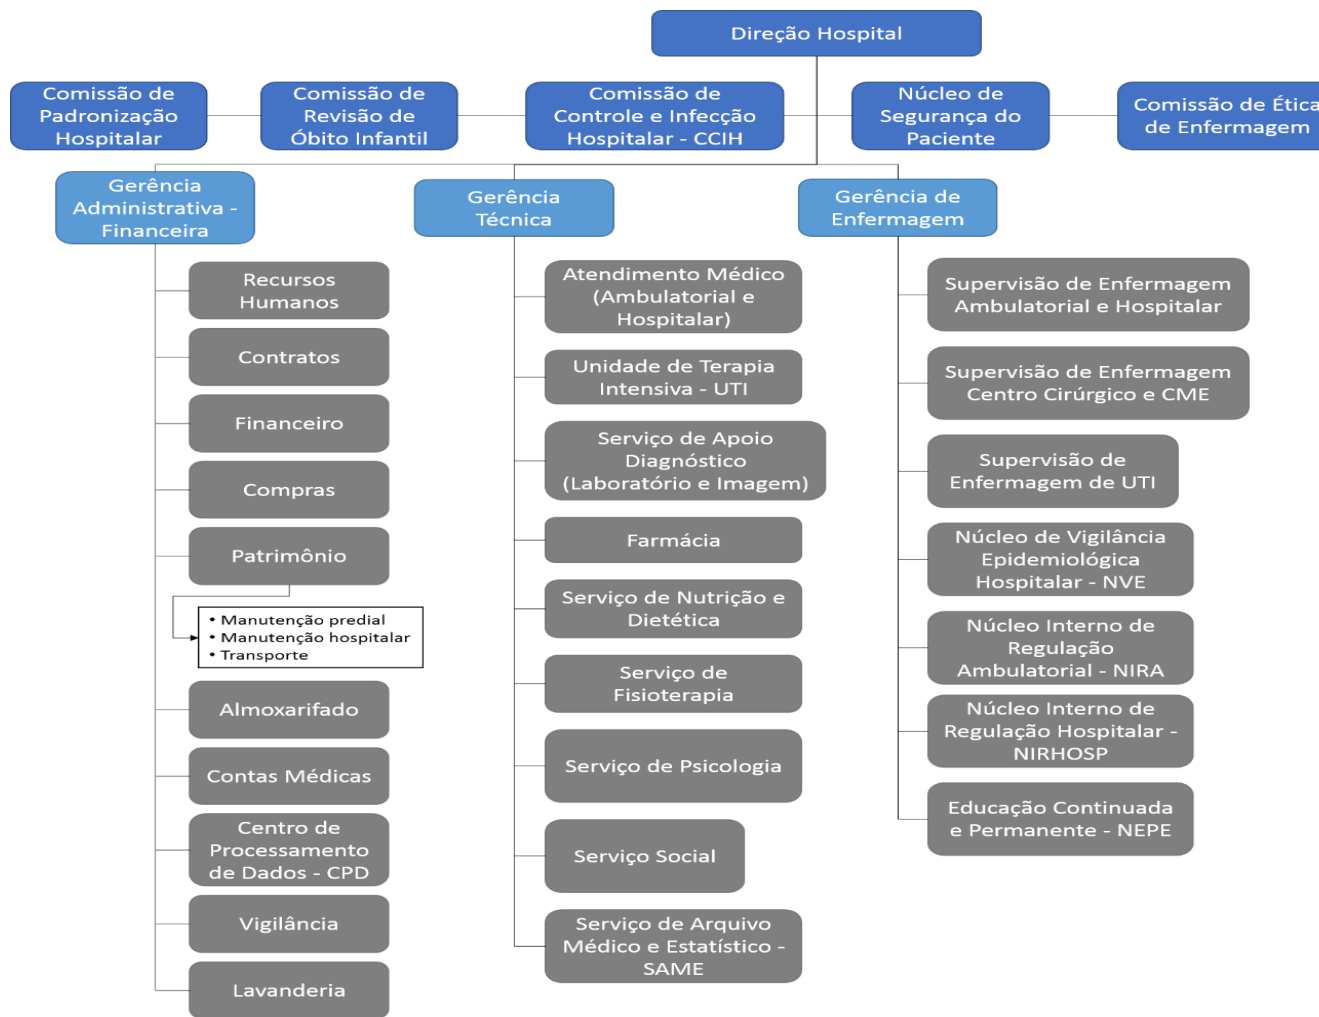 Direção Hospital
Comissão de
Padronização
Hospitalar
Comissão de
Revisão de
Óbito Infantil
Comissão de
Controle e Infecção
Hospitalar - CCIH
Núcleo de
Segurança do
Paciente
Comissão de Ética
de Enfermagem
Gerência
Administrativa -
Financeira
Recursos
Humanos
Contratos
Financeiro
Compras
Patrimônio
• Manutenção predial
• Manutenção hospitalar
• Transporte
Almoxarifado
Contas Médicas
Centro de
Processamento
de Dados - CPD
Vigilância
Lavanderia
Gerência
Técnica
Atendimento Médico
(Ambulatorial e
Hospitalar)
Unidade de Terapia
Intensiva - UTI
Serviço de Apoio
Diagnóstico
(Laboratório e Imagem)
Farmácia
Serviço de Nutrição e
Dietética
Serviço de
Fisioterapia
Serviço de Psicologia
Serviço Social
Serviço de Arquivo
Médico e Estatístico -
SAME
Gerência de
Enfermagem
Supervisão de Enfermagem
Ambulatorial e Hospitalar
Supervisão de Enfermagem
Centro Cirúrgico e CME
Supervisão de
Enfermagem de UTI
Núcleo de Vigilância
Epidemiológica
Hospitalar - NVE
Núcleo Interno de
Regulação
Ambulatorial - NIRA
Núcleo Interno de
Regulação Hospitalar -
NIRHOSP
Educação Continuada
e Permanente - NEPE